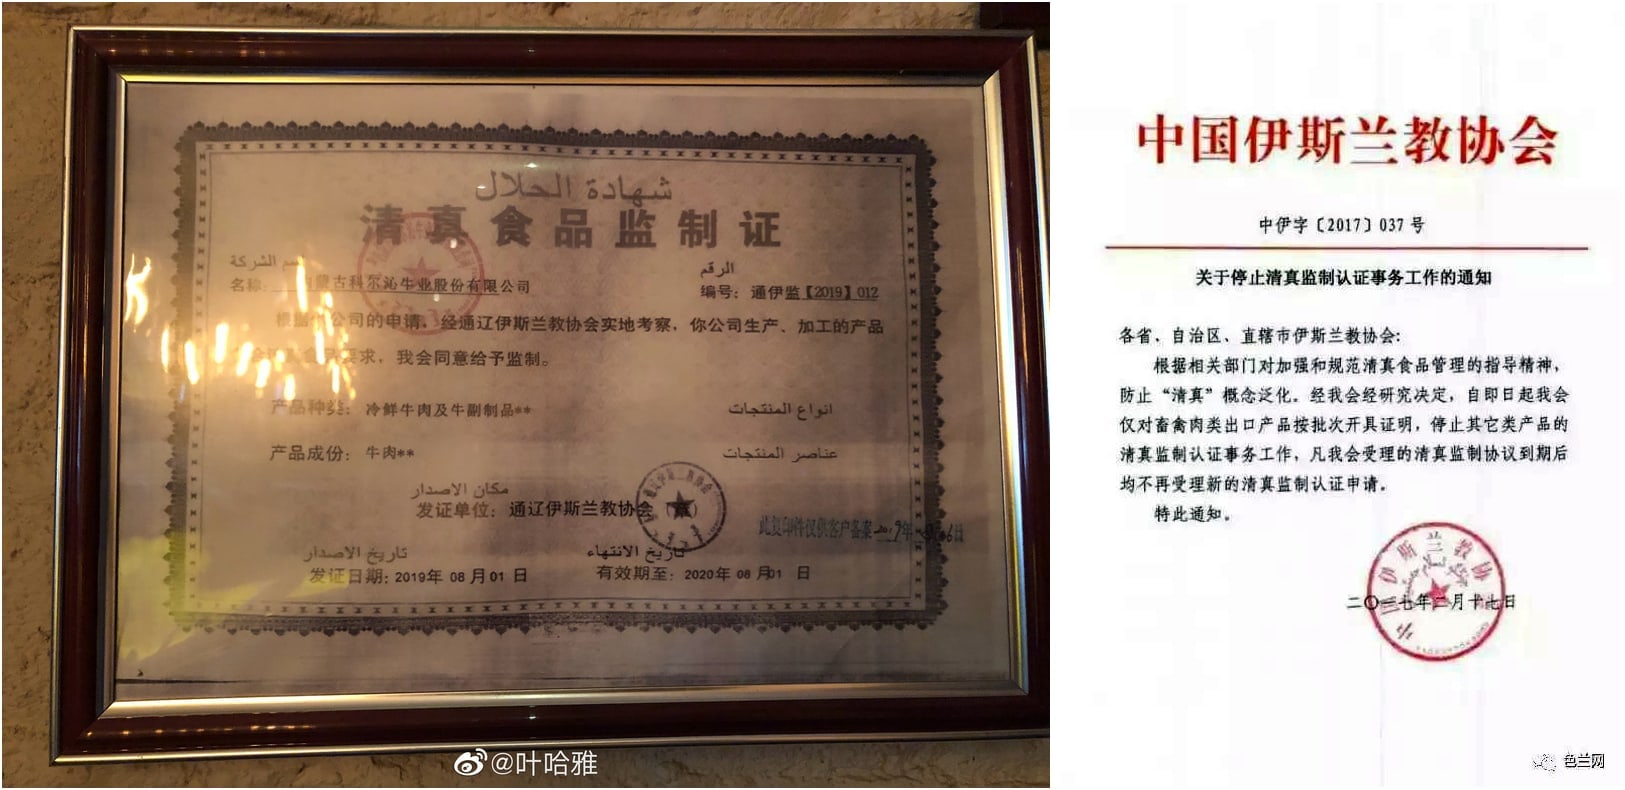 شهادة الحلال
清真食品监制证
اسم الشركة
الرقم
名称: 蒙古科尔沁牛业股份有限公司
编号: 通伊监【2019】012
根据你公司的申请, 经通辽伊斯兰教协会实地考察, 你公司生产、加工的产品
要求, 我会同意给予监制。
产品种类: 冷鲜牛肉及牛副制品**
انواع المنتجات
产品成份: 牛肉**
عناصر المنتجات
مكان الاصدار
发证单位: 通辽伊斯兰教协会 (章)
此复印件仅供客户备案
تاريخ الاصدار
تاريخ الانتهاء
发证日期: 2019年 08 月 01 日
有效期至: 2020年 08 月 01 日
@叶哈雅
中国伊斯兰教协会
中伊字〔2017〕037 号
关于停止清真监制认证事务工作的通知
各省、自治区、直辖市伊斯兰教协会:
根据相关部门对加强和规范清真食品管理的指导精神,
防止“清真”概念泛化。经我会经研究决定, 自即日起我会
仅对畜禽肉类出口产品按批次开具证明, 停止其它类产品的
清真监制认证事务工作, 凡我会受理的清真监制协议到期后
均不再受理新的清真监制认证申请。
特此通知。
二〇一七年 月十七日
色兰网